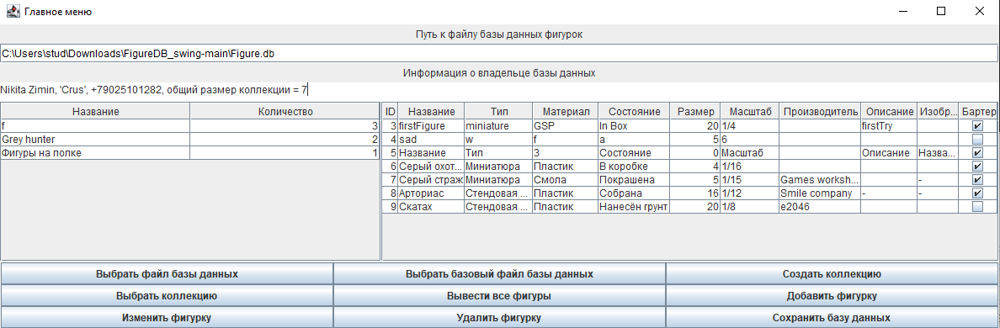 Главное меню
Путь к файлу базы данных фигурок
C:\Users\stud\Downloads\FigureDB_swing-main\Figure.db
Информация о владельце базы данных
Nikita Zimin, 'Crus', +79025101282, общий размер коллекции = 7
Название Количество
f 3
Grey hunter 2
Фигуры на полке 1
ID Название Тип Материал Состояние Размер Масштаб Производитель Описание Изобр... Бартер
3 firstFigure miniature GSP In Box 20 1/4 firstTry
4 sad w f a 5 6
5 Название Тип 3 Состояние 0 Масштаб Описание Назва...
6 Серый охот... Миниатюра Пластик В коробке 4 1/16
7 Серый страж Миниатюра Смола Покрашена 5 1/15 Games worksh... -
8 Арториас Стендовая ... Пластик Собрана 16 1/12 Smile company - -
9 Скатах Стендовая ... Пластик Нанесён грунт 20 1/8 e2046
Выбрать файл базы данных Выбрать базовый файл базы данных Создать коллекцию
Выбрать коллекцию Вывести все фигуры Добавить фигурку
Изменить фигурку Удалить фигурку Сохранить базу данных